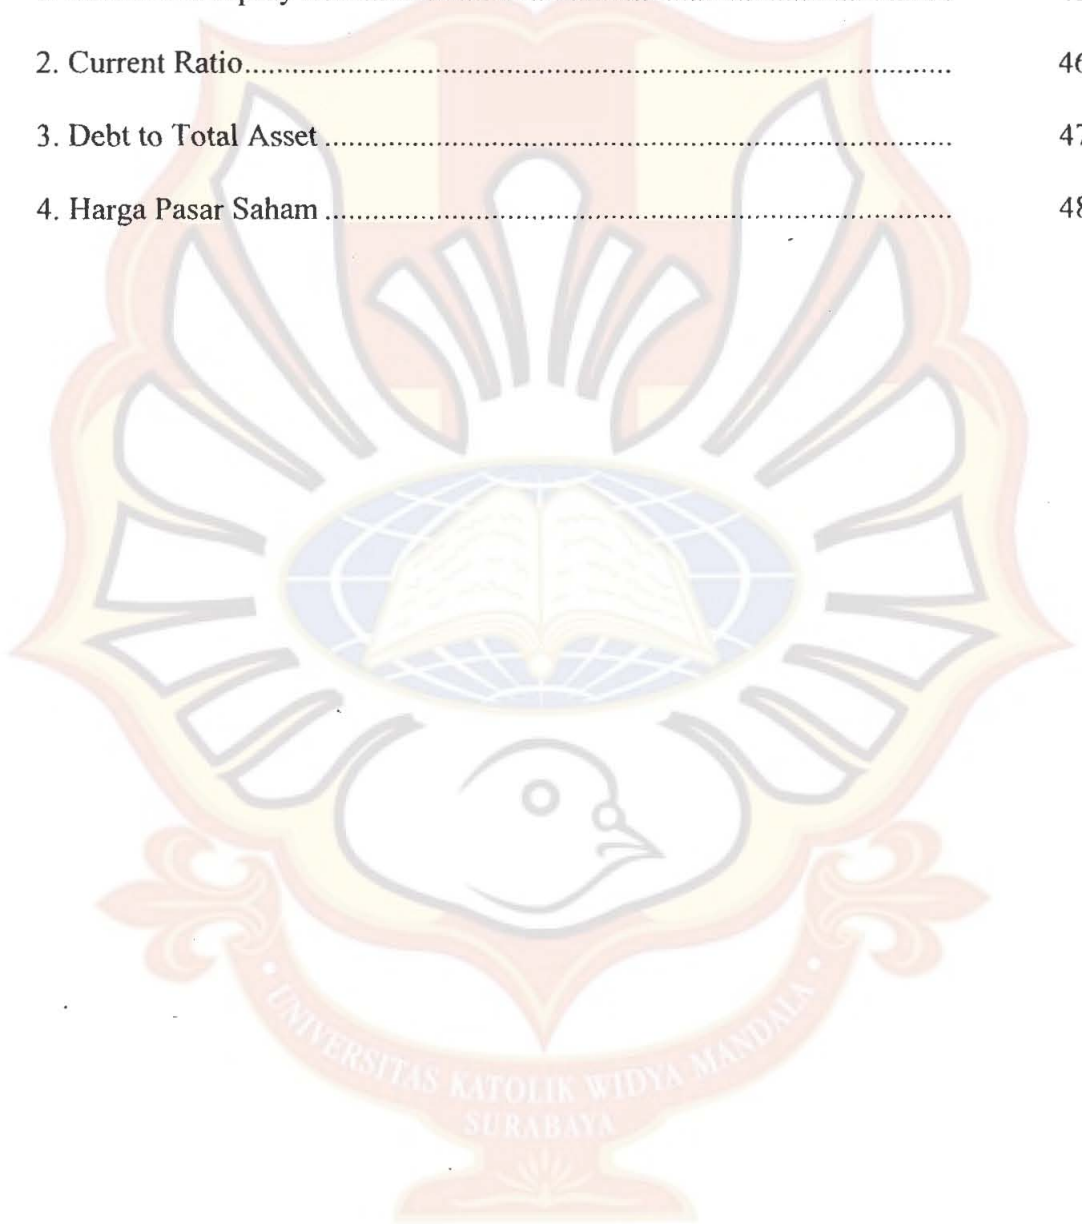 2. Current Ratio.......................................................................................... 46
3. Debt to Total Asset ................................................................................ 47
4. Harga Pasar Saham ................................................................................ 48
UNIVERSITAS KATOLIK WIDYA MANDALA
SURABAYA